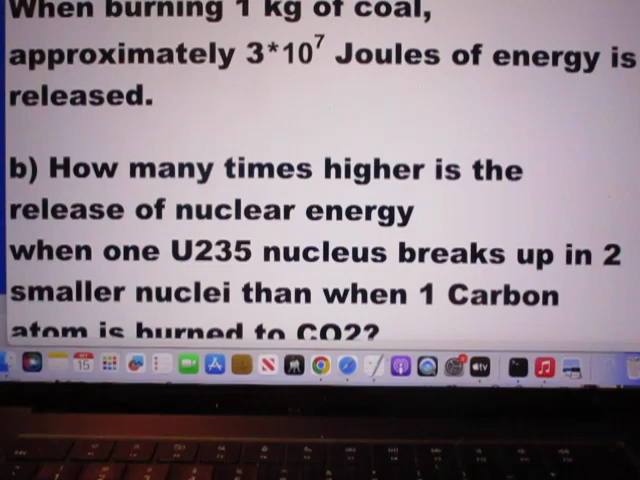 When burning 1 kg of coal,
approximately 3*10⁷ Joules of energy is
released.
b) How many times higher is the
release of nuclear energy
when one U235 nucleus breaks up in 2
smaller nuclei than when 1 Carbon
atom is burned to CO2?
15
tv